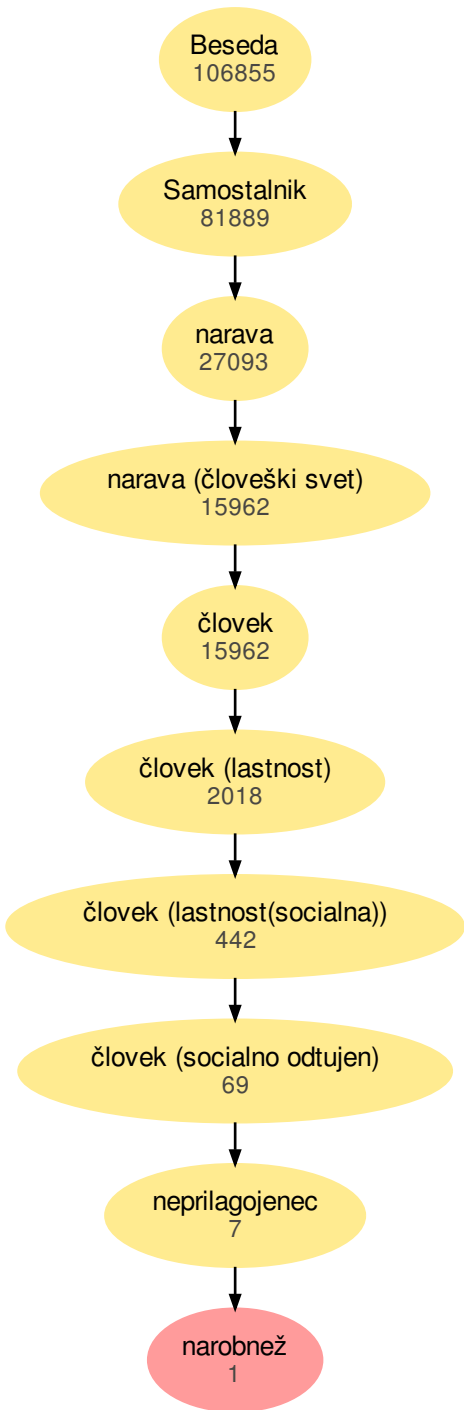 Beseda
106855
Samostalnik
81889
narava
27093
narava (človeški svet)
15962
človek
15962
človek (lastnost)
2018
človek (lastnost(socialna))
442
človek (socialno odtujen)
69
neprilagojenec
7
narobnež
1